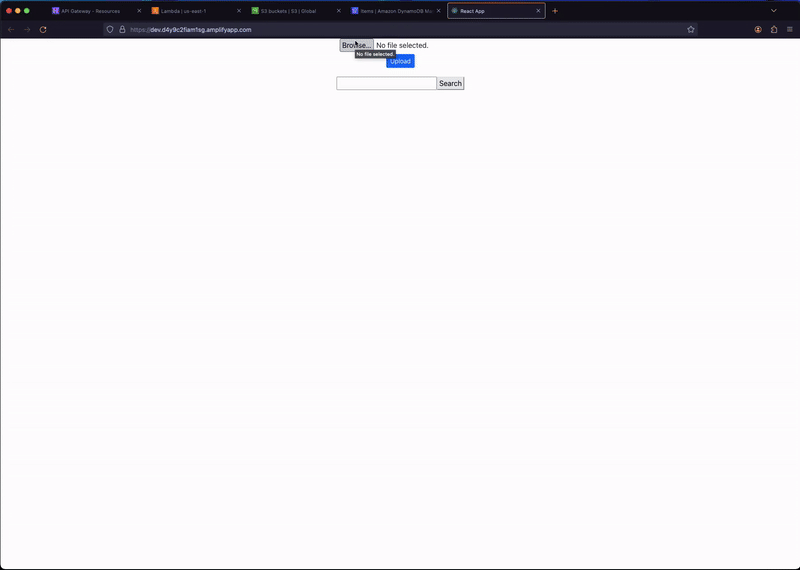 API Gateway - Resources
Lambda | us-east-1
S3 buckets | S3 | Global
Items | Amazon DynamoDB Ma
React App
https://dev.d4y9c2flam1sg.amplifyapp.com
Browse... No file selected.
No file selected.
Upload
Search